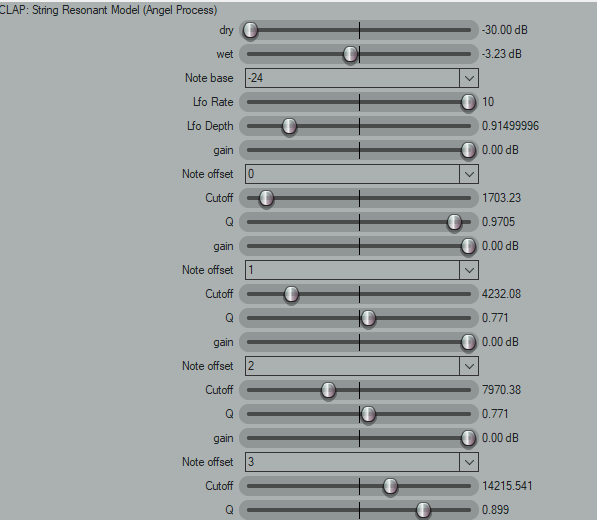 CLAP: String Resonant Model (Angel Process)
dry -30.00 dB
wet -3.23 dB
Note base -24
Lfo Rate 10
Lfo Depth 0.91499996
gain 0.00 dB
Note offset 0
Cutoff 1703.23
Q 0.9705
gain 0.00 dB
Note offset 1
Cutoff 4232.08
Q 0.771
gain 0.00 dB
Note offset 2
Cutoff 7970.38
Q 0.771
gain 0.00 dB
Note offset 3
Cutoff 14215.541
Q 0.899